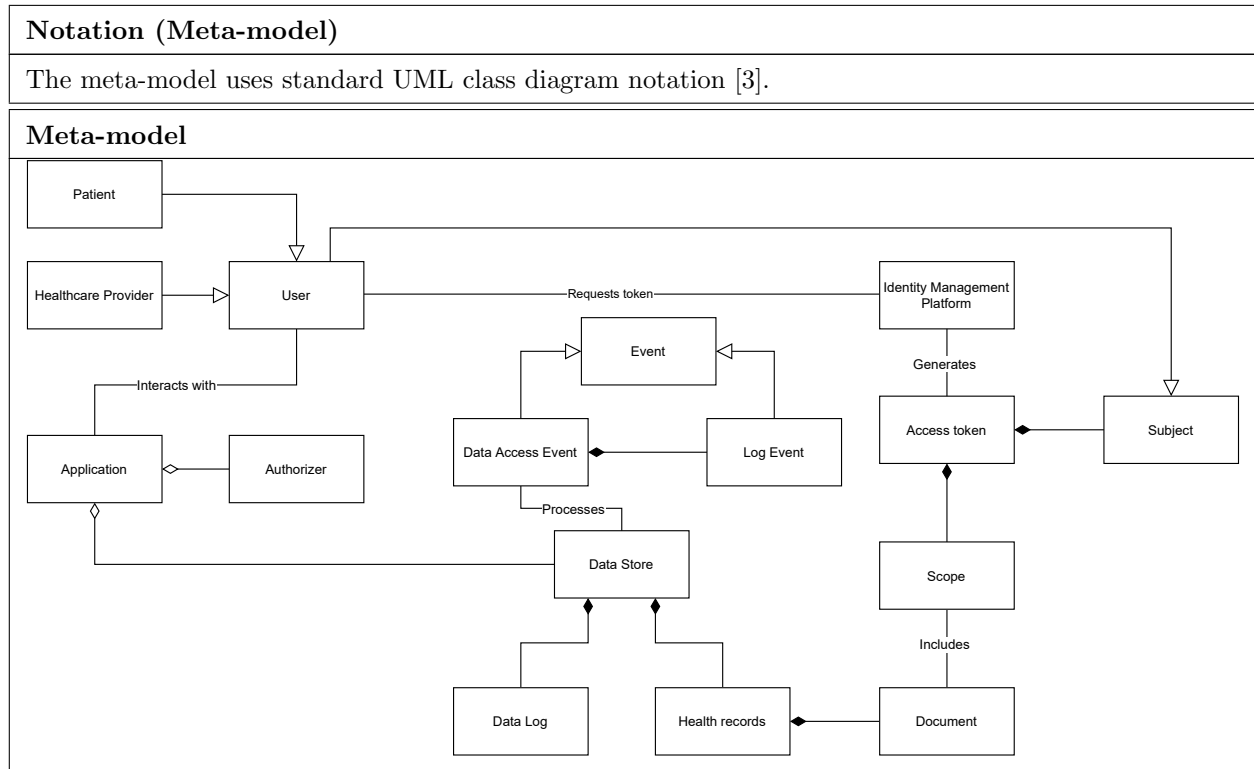 Notation (Meta-model)
The meta-model uses standard UML class diagram notation [3].
Meta-model
Patient
Healthcare Provider
User
Requests token
Identity Management
Platform
Event
Interacts with
Generates
Application
Authorizer
Data Access Event
Log Event
Access token
Subject
Processes
Data Store
Scope
Includes
Data Log
Health records
Document